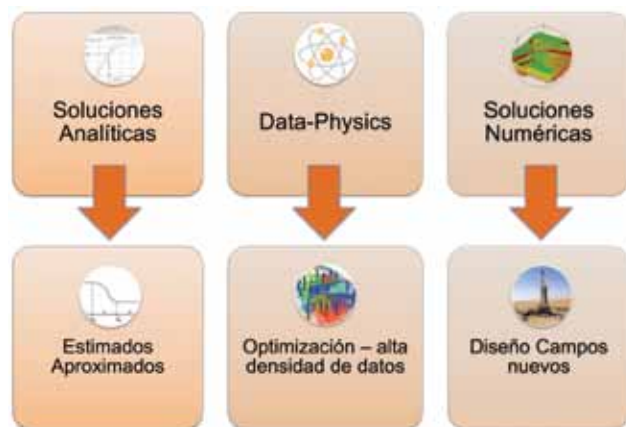 Soluciones
Analíticas
Data-Physics
Soluciones
Numéricas
Estimados
Aproximados
Optimización – alta
densidad de datos
Diseño Campos
nuevos